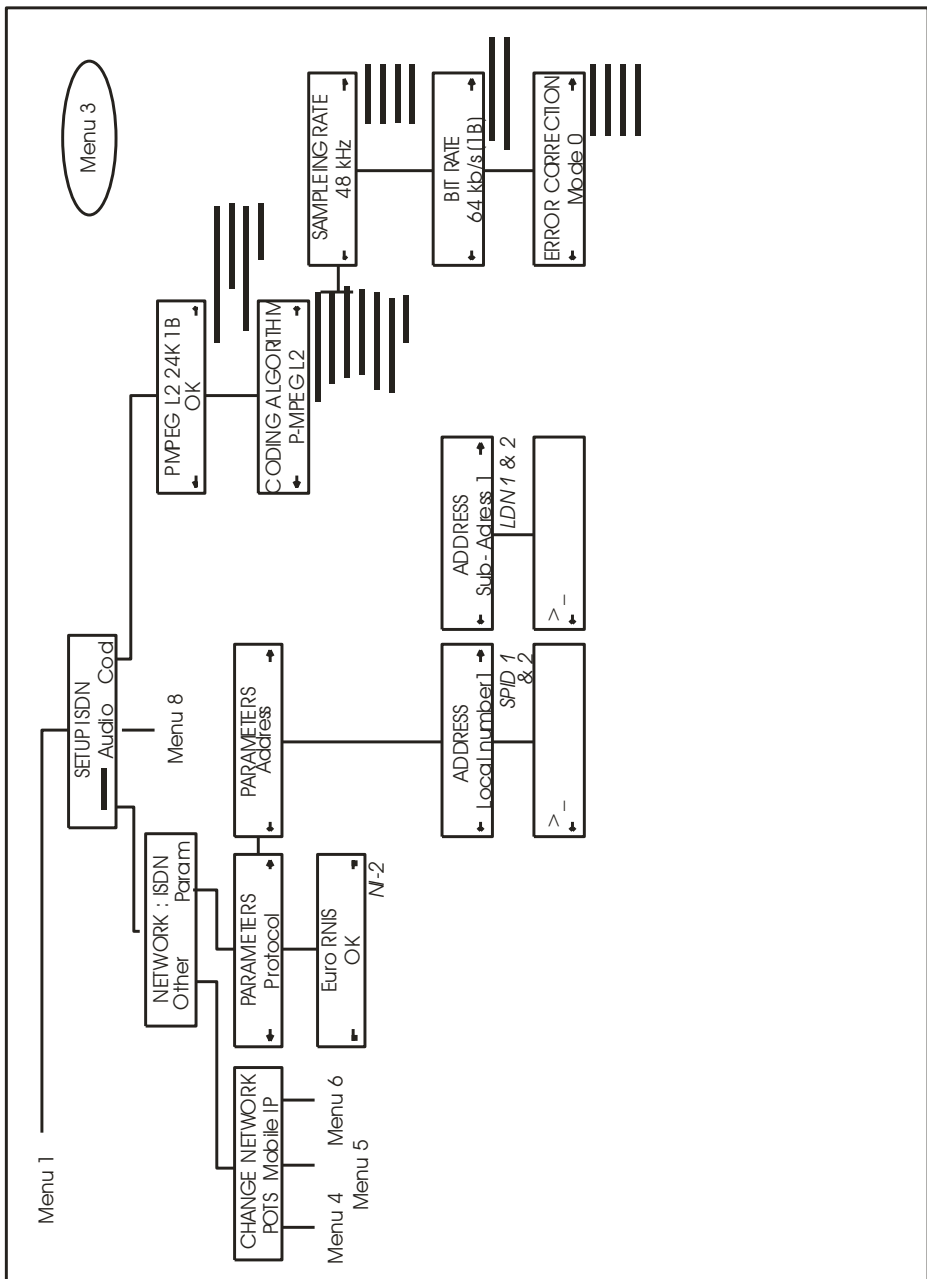 Menu 3
Menu 1
SETUP ISDN
Audio Cod
Menu 8
NETWORK : ISDN
Other Param
CHANGE NETWORK
POTS Mobile IP
Menu 4
Menu 5
Menu 6
PARAMETERS
Protocol
Euro RNIS
OK
NI-2
PARAMETERS
Address
ADDRESS
Local number1
SPID 1
& 2
>_
ADDRESS
Sub-Adress 1
LDN1 & 2
>_
PMPEG L2 24K 1B
OK
CODING ALGORITHM
P-MPEG L2
SAMPLEING RATE
48 kHz
BIT RATE
64 kb/s (1B)
ERROR CORRECTION
Mode 0